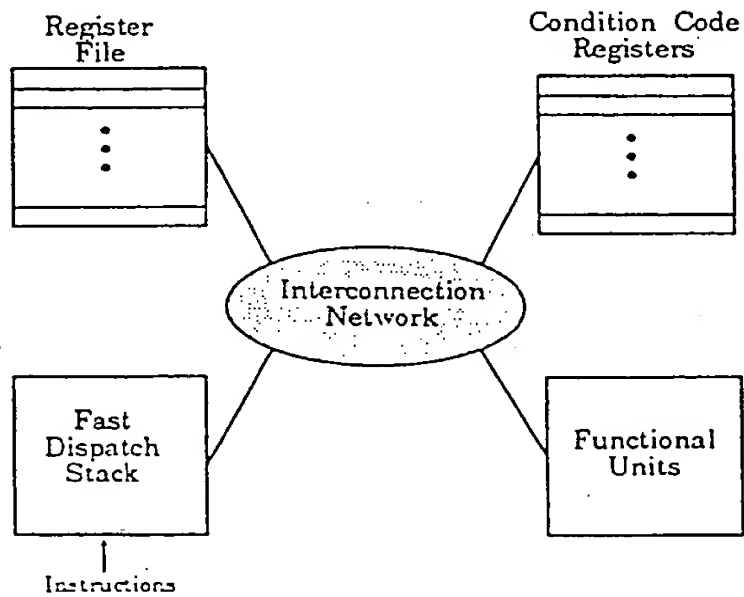 Register
File
Condition Code
Registers
Interconnection
Network
Fast
Dispatch
Stack
Functional
Units
Instructions